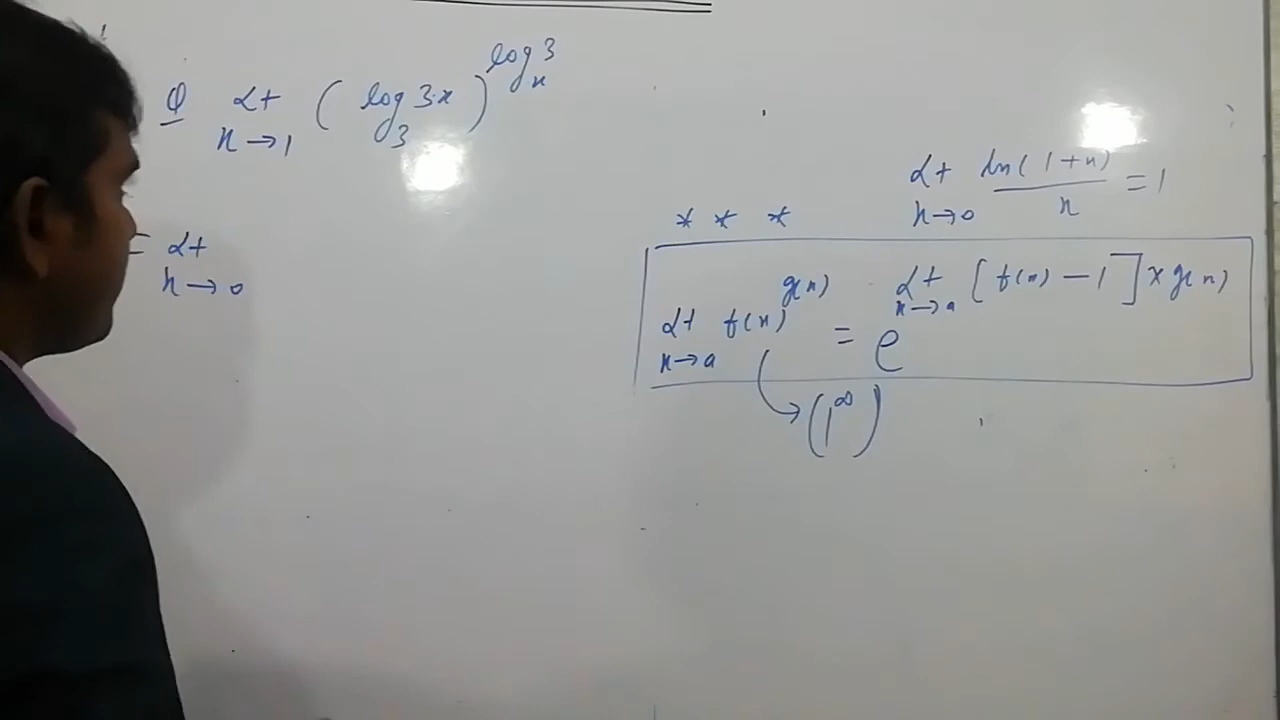 Q Lt x→1 ( log₃ 3x )^(logₓ 3)
= Lt x→0
Lt x→0 ln(1+x)/x = 1
* * *
Lt x→a f(x)^g(x) = e^(Lt x→a [f(x) − 1] × g(x))
(1^∞)